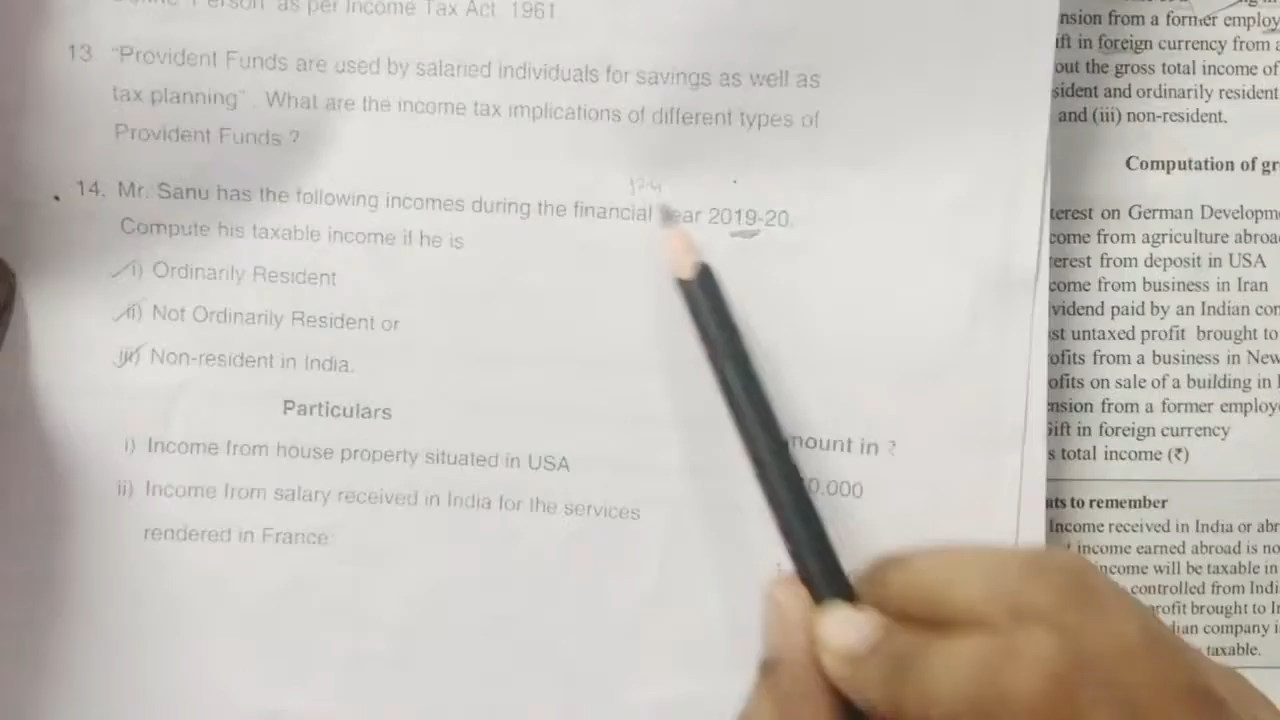 Person as per Income Tax Act 1961
13. "Provident Funds are used by salaried individuals for savings as well as
tax planning". What are the income tax implications of different types of
Provident Funds ?
14. Mr. Sanu has the following incomes during the financial year 2019-20.
Compute his taxable income if he is
i) Ordinarily Resident
ii) Not Ordinarily Resident or
iii) Non-resident in India.
Particulars
mount in ?
i) Income from house property situated in USA
0.000
ii) Income from salary received in India for the services
rendered in France
nsion from a former employ
ift in foreign currency from a
out the gross total income of
sident and ordinarily resident
and (iii) non-resident.
Computation of gr
terest on German Developm
come from agriculture abroa
erest from deposit in USA
come from business in Iran
vidend paid by an Indian com
st untaxed profit brought to
ofits from a business in New
ofits on sale of a building in
ension from a former employe
Gift in foreign currency
s total income (₹)
nts to remember
Income received in India or abr
income earned abroad is no
income will be taxable in
controlled from Indi
profit brought to In
dian company i
taxable.